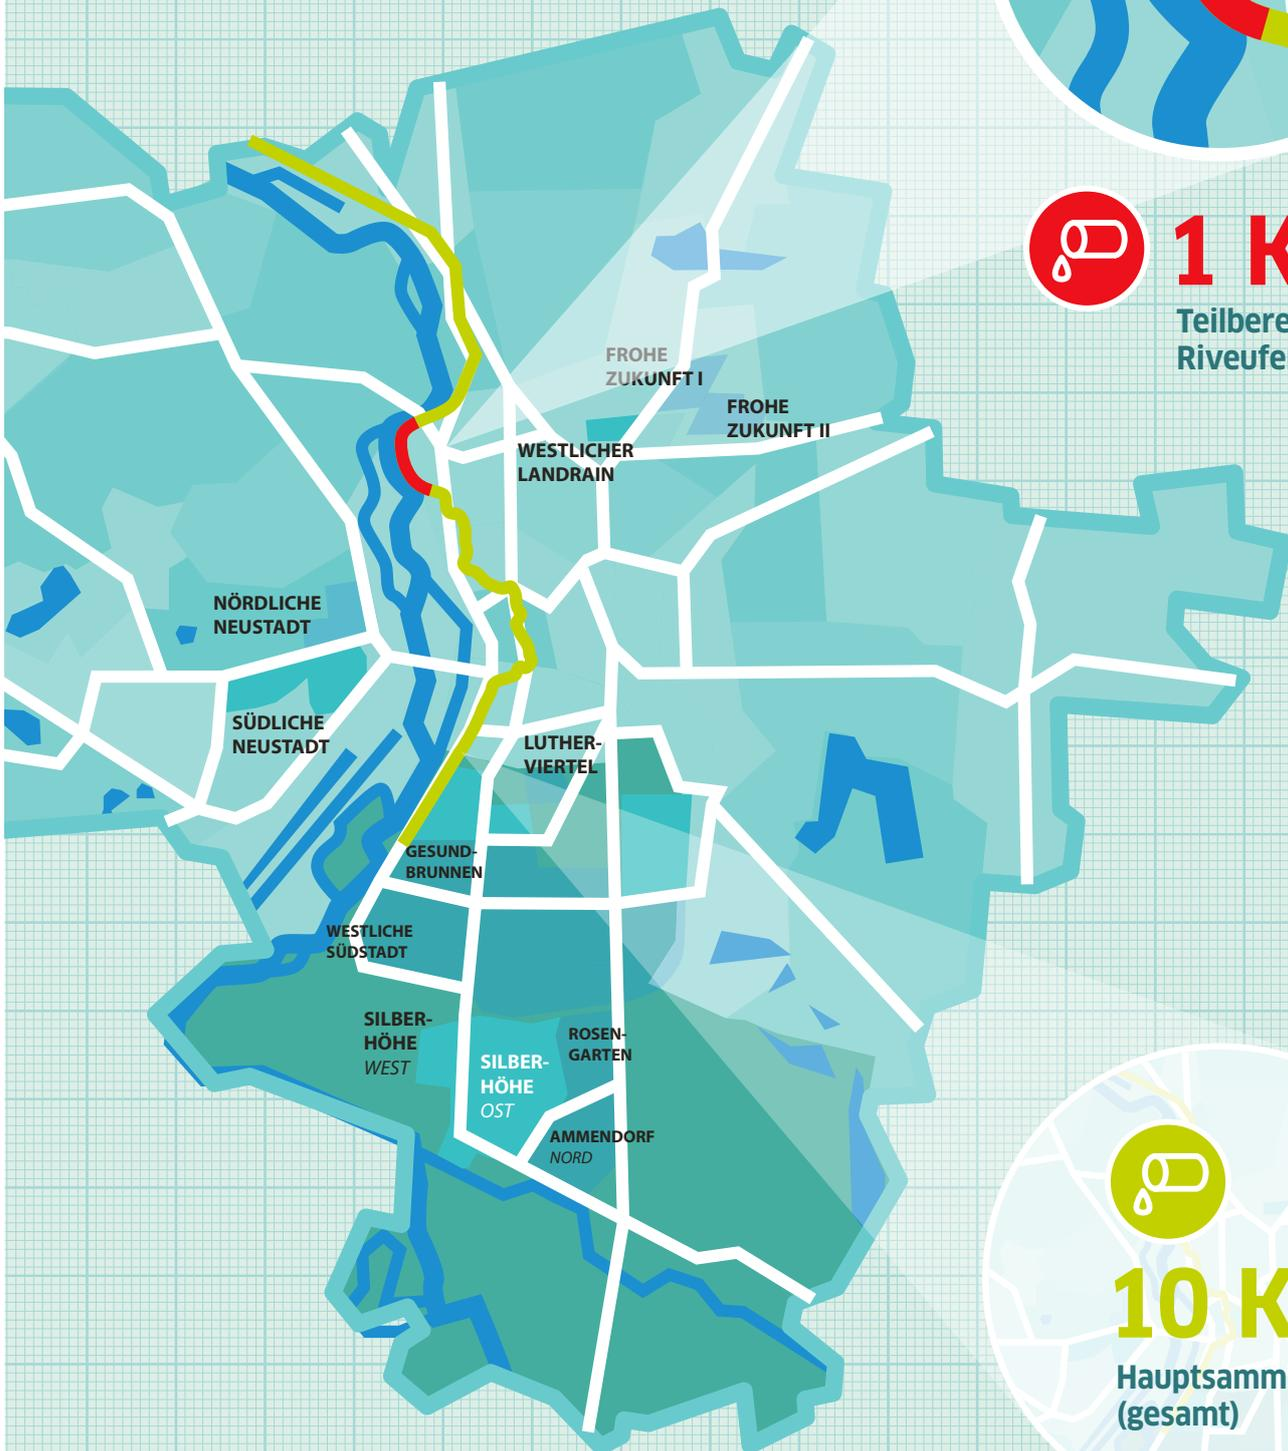 1 K
Teilbere
Riveufe
FROHE
ZUKUNFT I
FROHE
ZUKUNFT II
WESTLICHER
LANDRAIN
NÖRDLICHE
NEUSTADT
SÜDLICHE
NEUSTADT
LUTHER-
VIERTEL
GESUND-
BRUNNEN
WESTLICHE
SÜDSTADT
SILBER-
HÖHE
WEST
SILBER-
HÖHE
OST
ROSEN-
GARTEN
AMMENDORF
NORD
10 K
Hauptsamm
(gesamt)